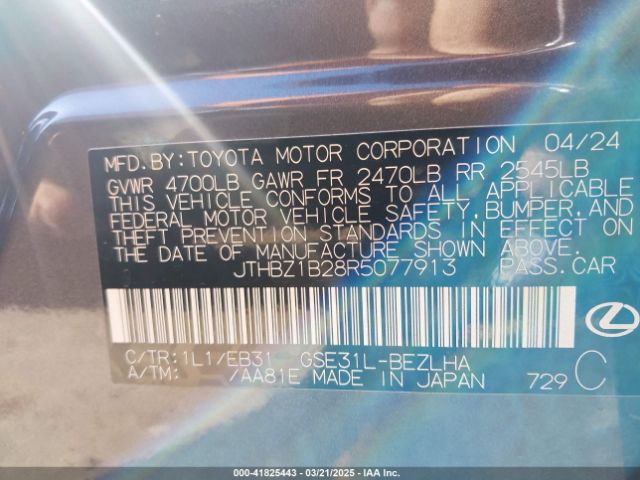 MFD.BY:TOYOTA MOTOR CORPORATION 04/24
GVWR 4700LB GAWR FR 2470LB RR 2545LB
THIS VEHICLE CONFORMS TO ALL APPLICABLE
FEDERAL MOTOR VEHICLE SAFETY,BUMPER,AND
THEFT PREVENTION STANDARDS IN EFFECT ON
THE DATE OF MANUFACTURE SHOWN ABOVE.
JTHBZ1B28R5077913 PASS.CAR
C/TR:1L1/EB31 GSE31L-BEZLHA
A/TM: /AA81E MADE IN JAPAN 729 C
00-41825443 — 03/21/2025 — IAA Inc.